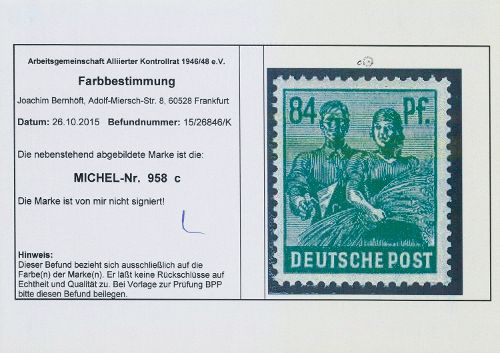 Arbeitsgemeinschaft Alliierter Kontrollrat 1946/48 e.V.
Farbbestimmung
Joachim Bernhöft, Adolf-Miersch-Str. 8, 60528 Frankfurt
Datum: 26.10.2015 Befundnummer: 15/26846/K
Die nebenstehend abgebildete Marke ist die:
MICHEL-Nr. 958 c
Die Marke ist von mir nicht signiert!
Hinweis:
Dieser Befund bezieht sich ausschließlich auf die
Farbe(n) der Marke(n). Er läßt keine Rückschlüsse auf
Echtheit und Qualität zu. Bei Vorlage zur Prüfung BPP
bitte diesen Befund beilegen.
84 Pf.
DEUTSCHE POST